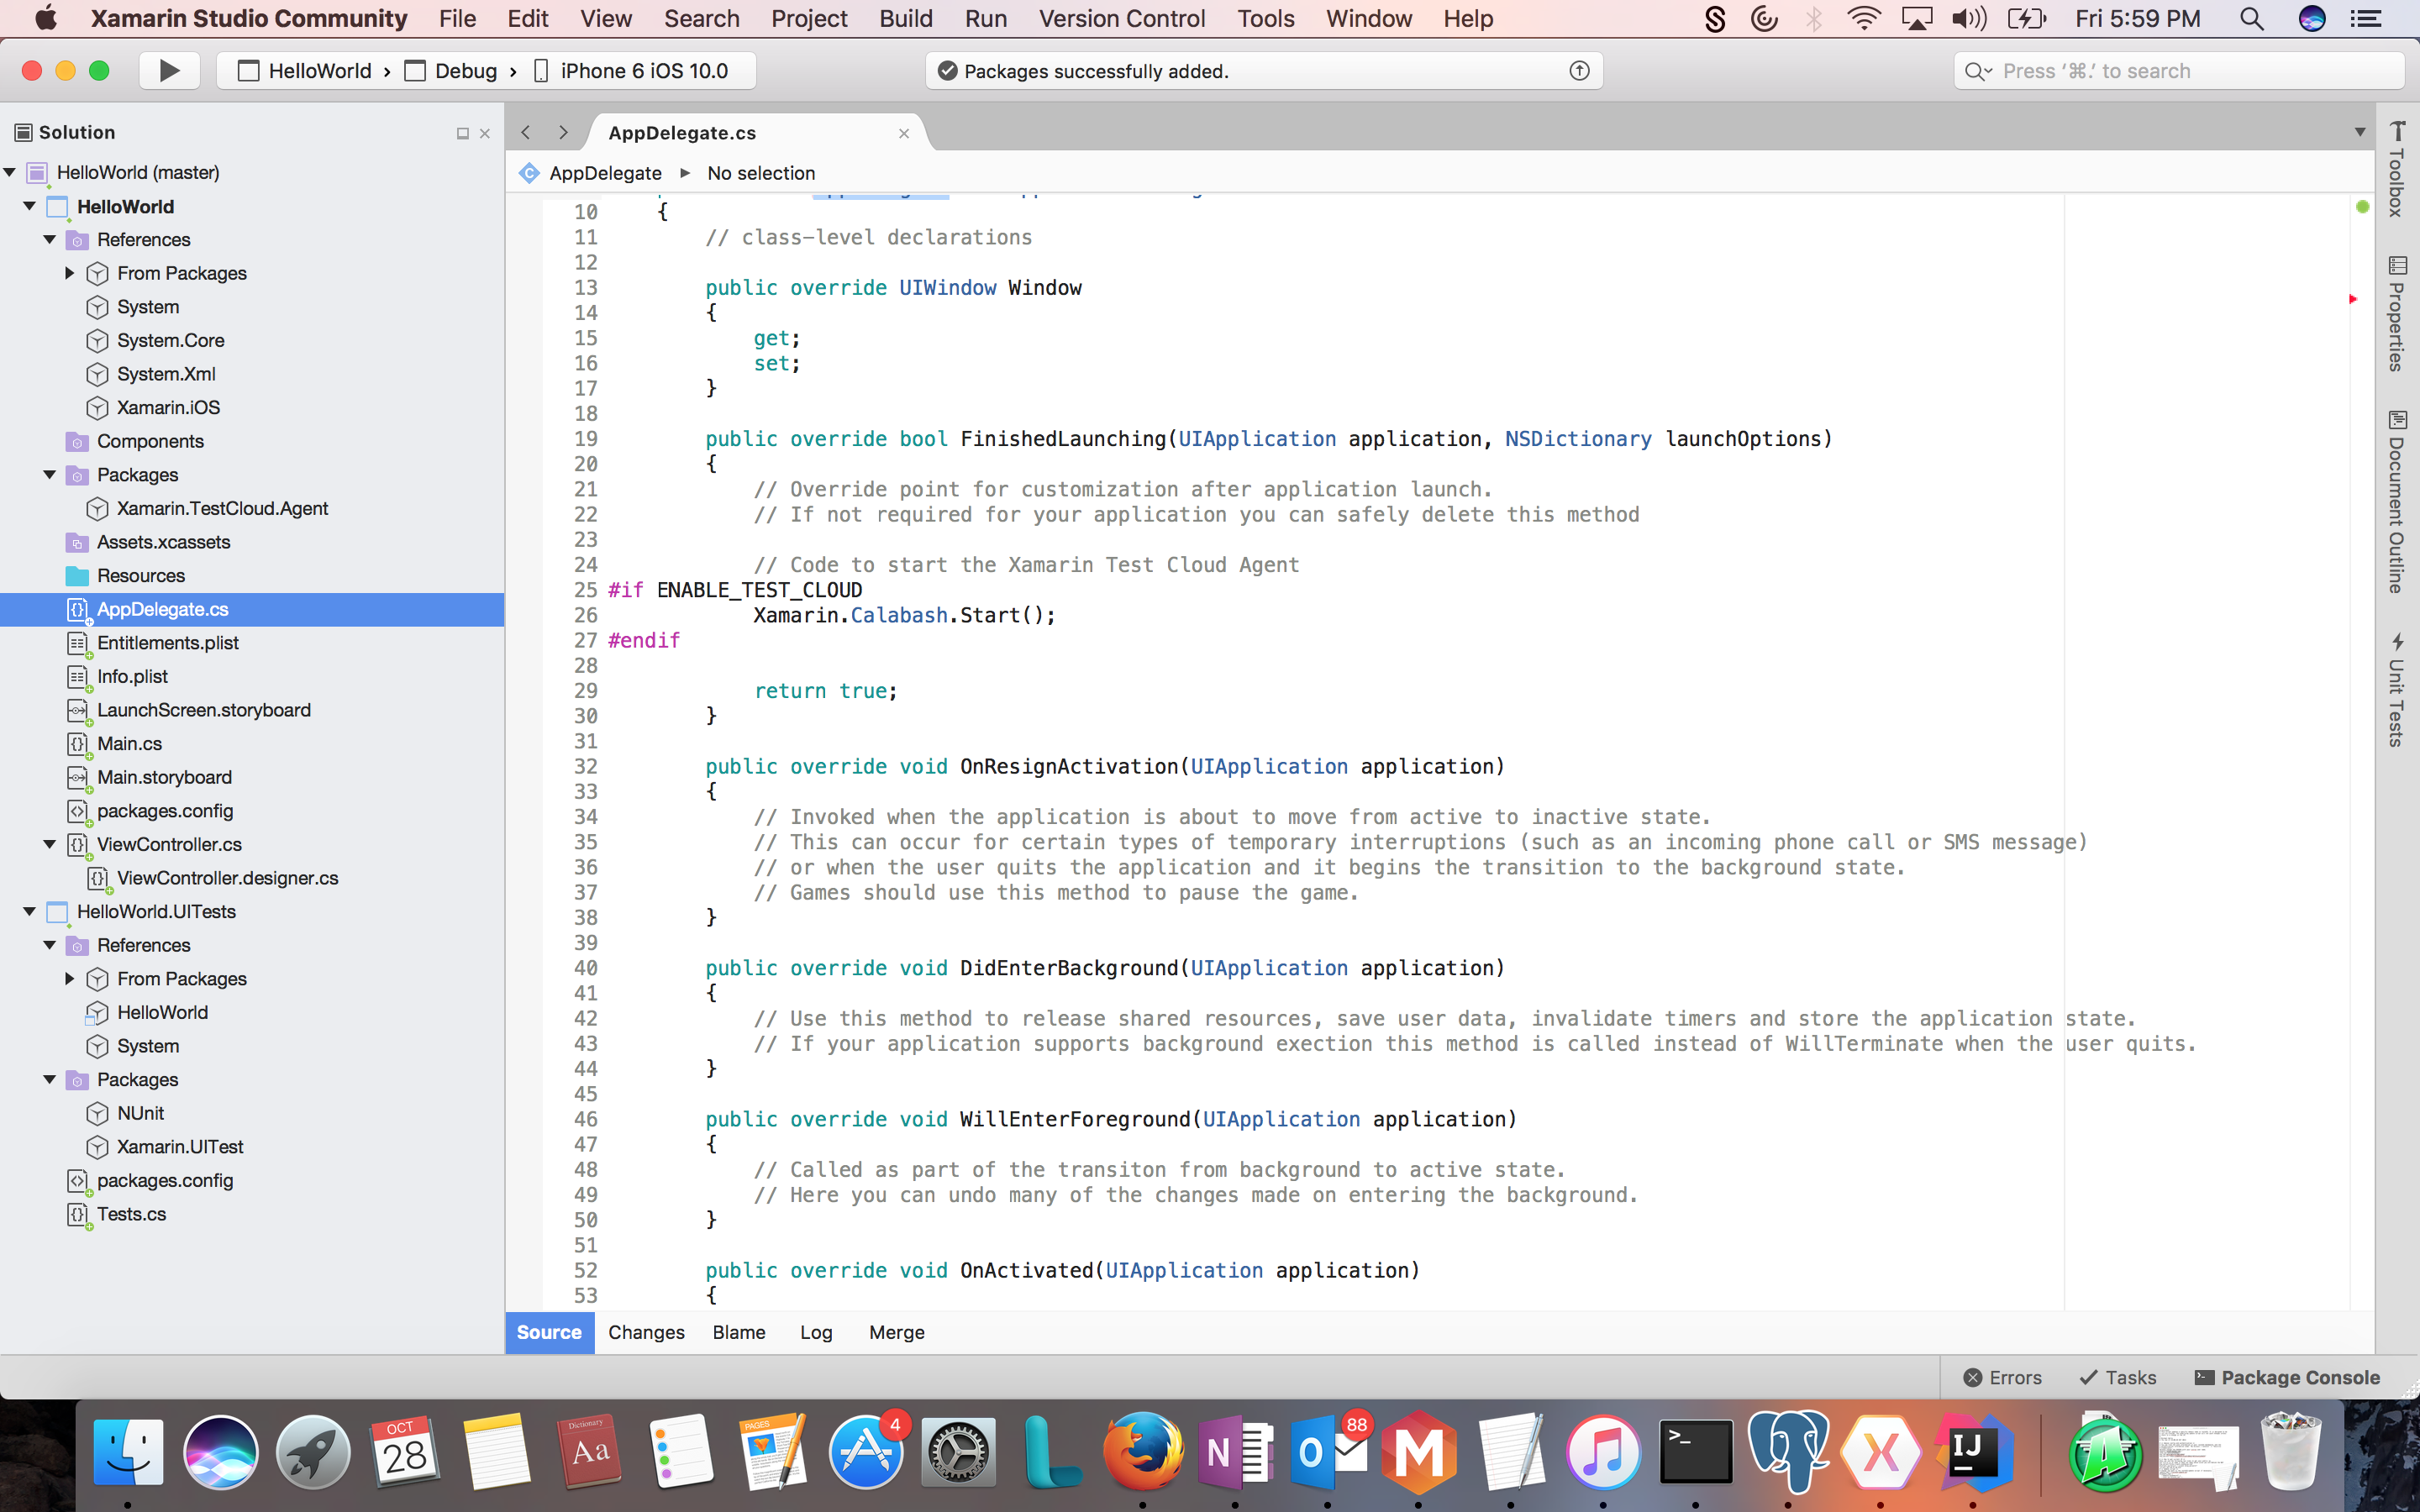 Xamarin Studio Community File Edit View Search Project Build Run Version Control Tools Window Help Fri 5:59 PM
HelloWorld › Debug › iPhone 6 iOS 10.0
Packages successfully added.
Press ‘⌘.’ to search
Solution
HelloWorld (master)
HelloWorld
References
From Packages
System
System.Core
System.Xml
Xamarin.iOS
Components
Packages
Xamarin.TestCloud.Agent
Assets.xcassets
Resources
AppDelegate.cs
Entitlements.plist
Info.plist
LaunchScreen.storyboard
Main.cs
Main.storyboard
packages.config
ViewController.cs
ViewController.designer.cs
HelloWorld.UITests
References
From Packages
HelloWorld
System
Packages
NUnit
Xamarin.UITest
packages.config
Tests.cs
AppDelegate.cs
AppDelegate ▸ No selection
10 {
11 // class-level declarations
12
13 public override UIWindow Window
14 {
15 get;
16 set;
17 }
18
19 public override bool FinishedLaunching(UIApplication application, NSDictionary launchOptions)
20 {
21 // Override point for customization after application launch.
22 // If not required for your application you can safely delete this method
23
24 // Code to start the Xamarin Test Cloud Agent
25 #if ENABLE_TEST_CLOUD
26 Xamarin.Calabash.Start();
27 #endif
28
29 return true;
30 }
31
32 public override void OnResignActivation(UIApplication application)
33 {
34 // Invoked when the application is about to move from active to inactive state.
35 // This can occur for certain types of temporary interruptions (such as an incoming phone call or SMS message)
36 // or when the user quits the application and it begins the transition to the background state.
37 // Games should use this method to pause the game.
38 }
39
40 public override void DidEnterBackground(UIApplication application)
41 {
42 // Use this method to release shared resources, save user data, invalidate timers and store the application state.
43 // If your application supports background exection this method is called instead of WillTerminate when the user quits.
44 }
45
46 public override void WillEnterForeground(UIApplication application)
47 {
48 // Called as part of the transiton from background to active state.
49 // Here you can undo many of the changes made on entering the background.
50 }
51
52 public override void OnActivated(UIApplication application)
53 {
Source Changes Blame Log Merge
Toolbox
Properties
Document Outline
Unit Tests
Errors Tasks Package Console
OCT
28
Dictionary
Aa
PAGES
4
N
O
88
M
>_
X
IJ
A